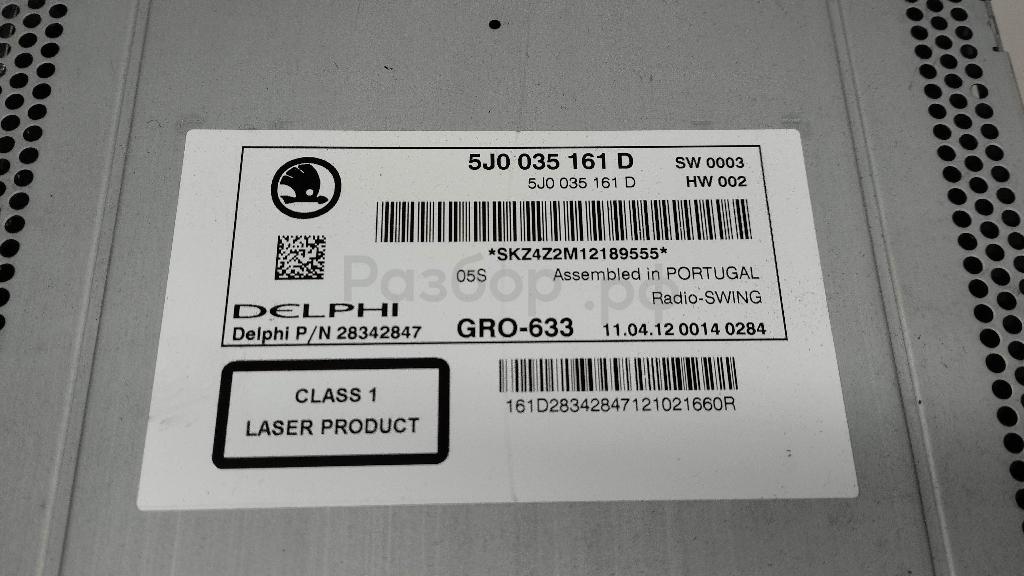 5J0 035 161 D SW 0003
5J0 035 161 D HW 002
*SKZ4Z2M12189555*
05S Assembled in PORTUGAL
Разбор.рф
Radio-SWING
DELPHI
Delphi P/N 28342847 GRO-633 11.04.12 0014 0284
CLASS 1
LASER PRODUCT
161D28342847121021660R